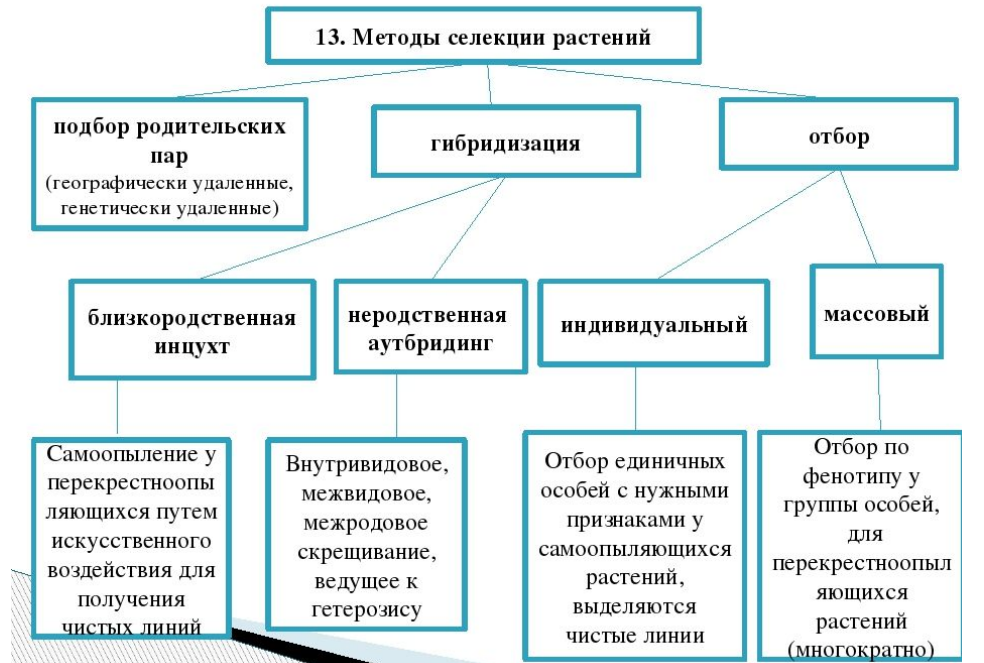 13. Методы селекции растений
подбор родительских
пар
(географически удаленные,
генетически удаленные)
гибридизация
отбор
близкородственная
инцухт
неродственная
аутбридинг
индивидуальный
массовый
Самоопыление у
перекрестноопы
ляющихся путем
искусственного
воздействия для
получения
чистых линий
Внутривидовое,
межвидовое,
межродовое
скрещивание,
ведущее к
гетерозису
Отбор единичных
особей с нужными
признаками у
самоопыляющихся
растений,
выделяются
чистые линии
Отбор по
фенотипу у
группы особей,
для
перекрестноопыл
яющихся
растений
(многократно)